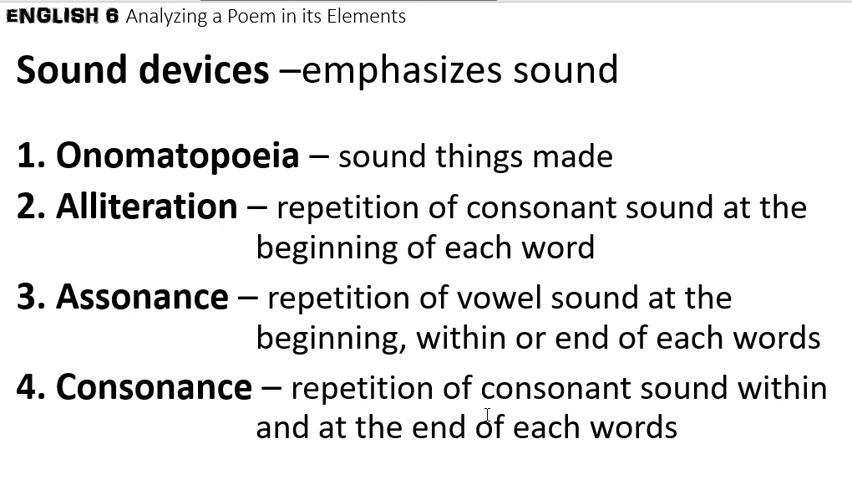 ENGLISH 6 Analyzing a Poem in its Elements
Sound devices –emphasizes sound
1. Onomatopoeia – sound things made
2. Alliteration – repetition of consonant sound at the
beginning of each word
3. Assonance – repetition of vowel sound at the
beginning, within or end of each words
4. Consonance – repetition of consonant sound within
and at the end of each words